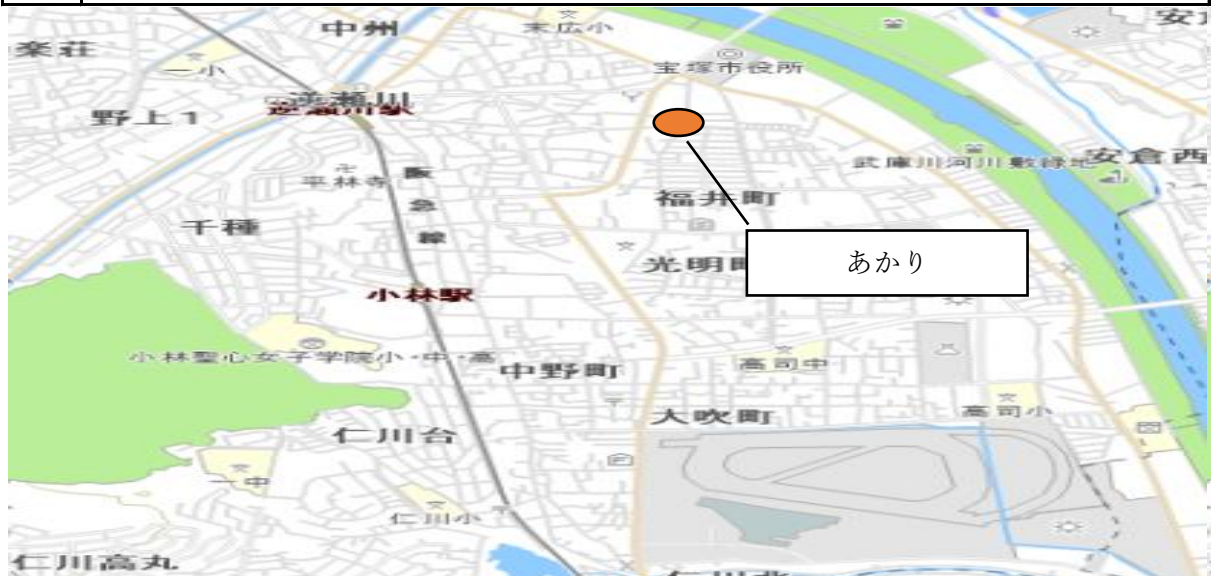 中州
末広小
楽荘
一小
宝塚市役所
逆瀬川
逆瀬川駅
野上1
武庫川河川敷緑地
安倉西
平林寺
阪急線
福井町
千種
光明町
あかり
小林駅
小林聖心女子学院小・中・高
中野町
高司中
大吹町
高司小
仁川台
一中
仁川小
仁川高丸
仁川北